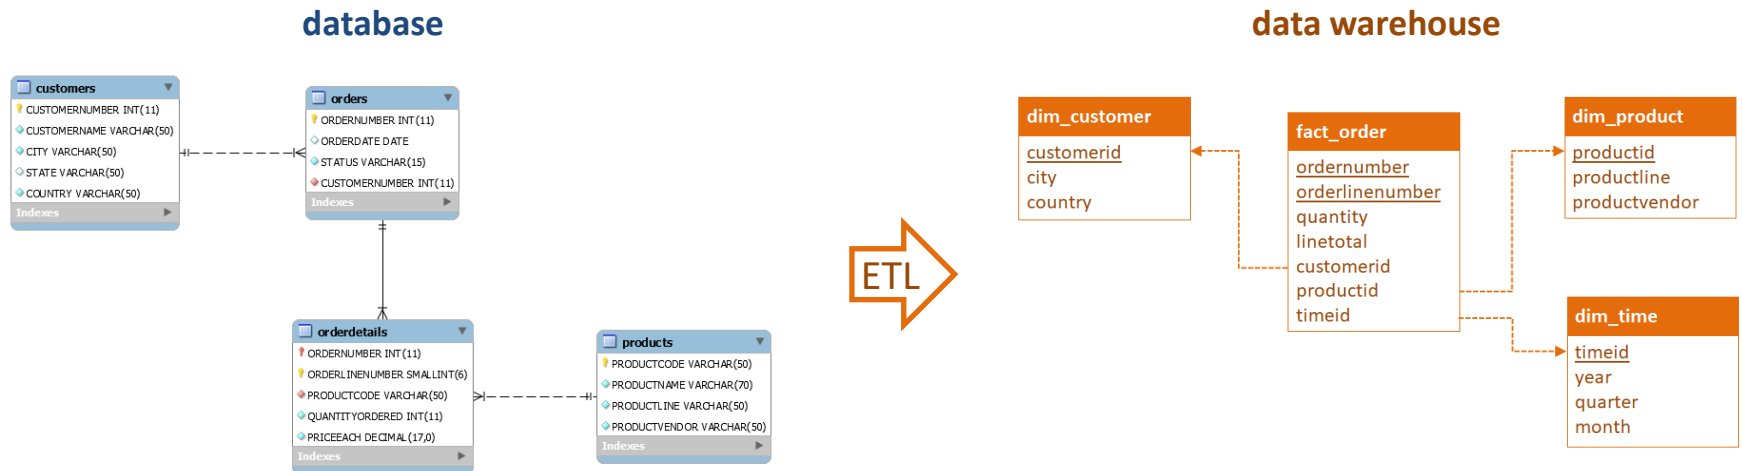 database
data warehouse
customers
CUSTOMERNUMBER INT(11)
CUSTOMERNAME VARCHAR(50)
CITY VARCHAR(50)
STATE VARCHAR(50)
COUNTRY VARCHAR(50)
Indexes
orders
ORDERNUMBER INT(11)
ORDERDATE DATE
STATUS VARCHAR(15)
CUSTOMERNUMBER INT(11)
Indexes
orderdetails
ORDERNUMBER INT(11)
ORDERLINENUMBER SMALLINT(6)
PRODUCTCODE VARCHAR(50)
QUANTITYORDERED INT(11)
PRICEEACH DECIMAL(17,0)
Indexes
products
PRODUCTCODE VARCHAR(50)
PRODUCTNAME VARCHAR(70)
PRODUCTLINE VARCHAR(50)
PRODUCTVENDOR VARCHAR(50)
Indexes
ETL
dim_customer
customerid
city
country
fact_order
ordernumber
orderlinenumber
quantity
linetotal
customerid
productid
timeid
dim_product
productid
productline
productvendor
dim_time
timeid
year
quarter
month